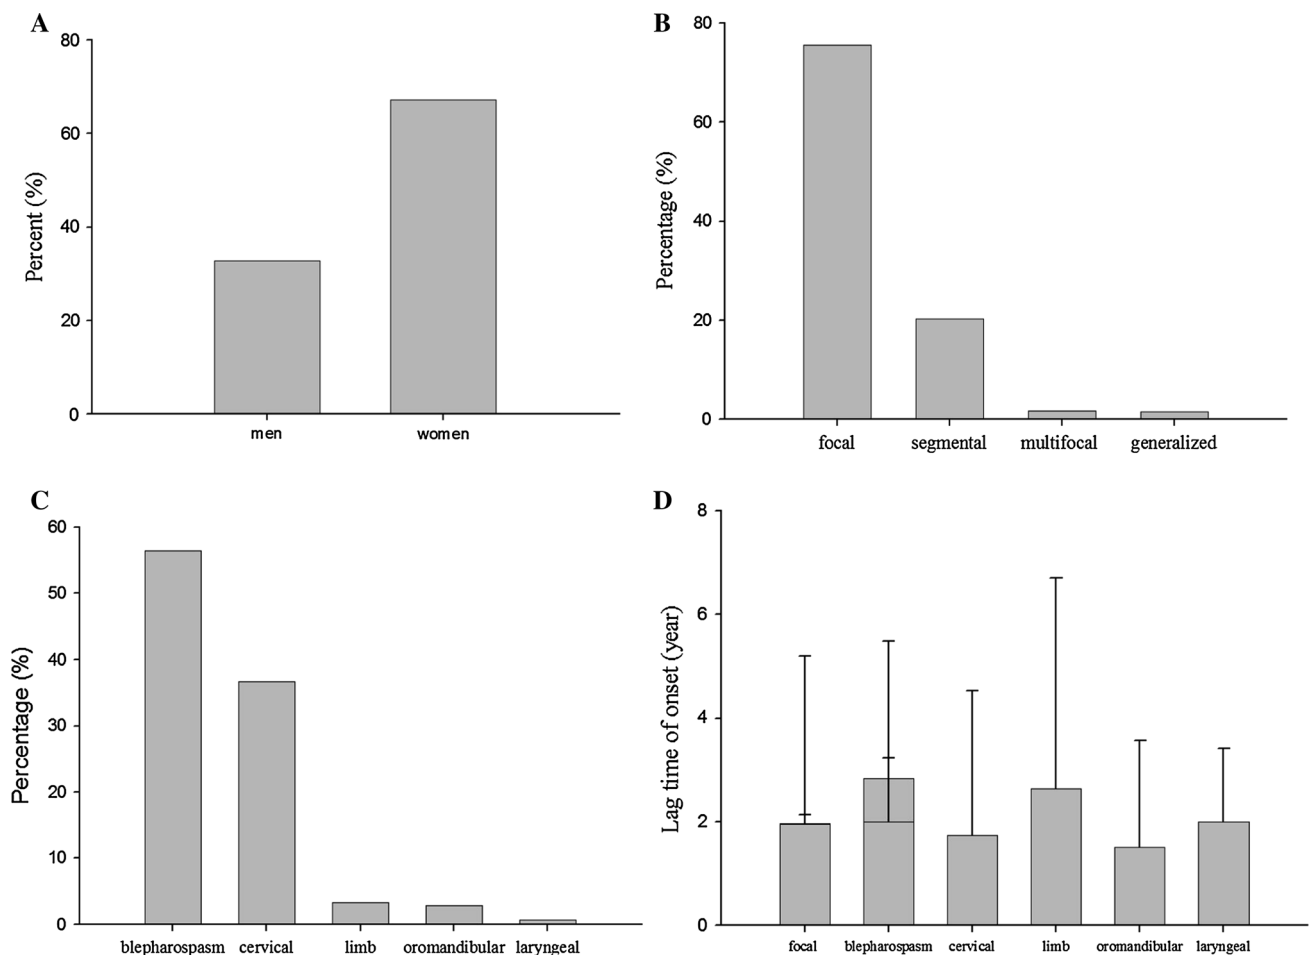 A
Percent (%)
80
60
40
20
0
men women
B
Percentage (%)
80
60
40
20
0
focal segmental multifocal generalized
C
Percentage (%)
60
50
40
30
20
10
0
blepharospasm cervical limb oromandibular laryngeal
D
Lag time of onset (year)
8
6
4
2
0
focal blepharospasm cervical limb oromandibular laryngeal